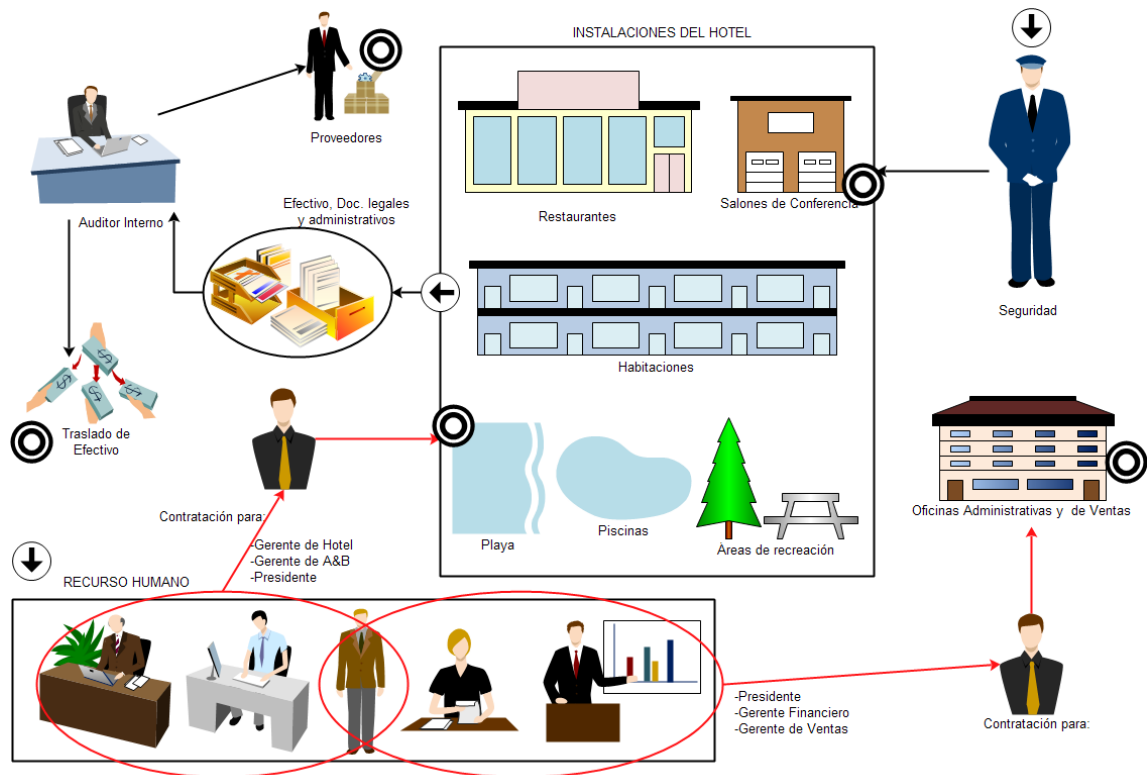 INSTALACIONES DEL HOTEL
Proveedores
Auditor Interno
Restaurantes
Salones de Conferencia
Efectivo, Doc. legales
y administrativos
Seguridad
Habitaciones
Traslado de
Efectivo
Contratación para:
-Gerente de Hotel
-Gerente de A&B
-Presidente
Playa
Piscinas
Àreas de recreación
Oficinas Administrativas y de Ventas
RECURSO HUMANO
-Presidente
-Gerente Financiero
-Gerente de Ventas
Contratación para: